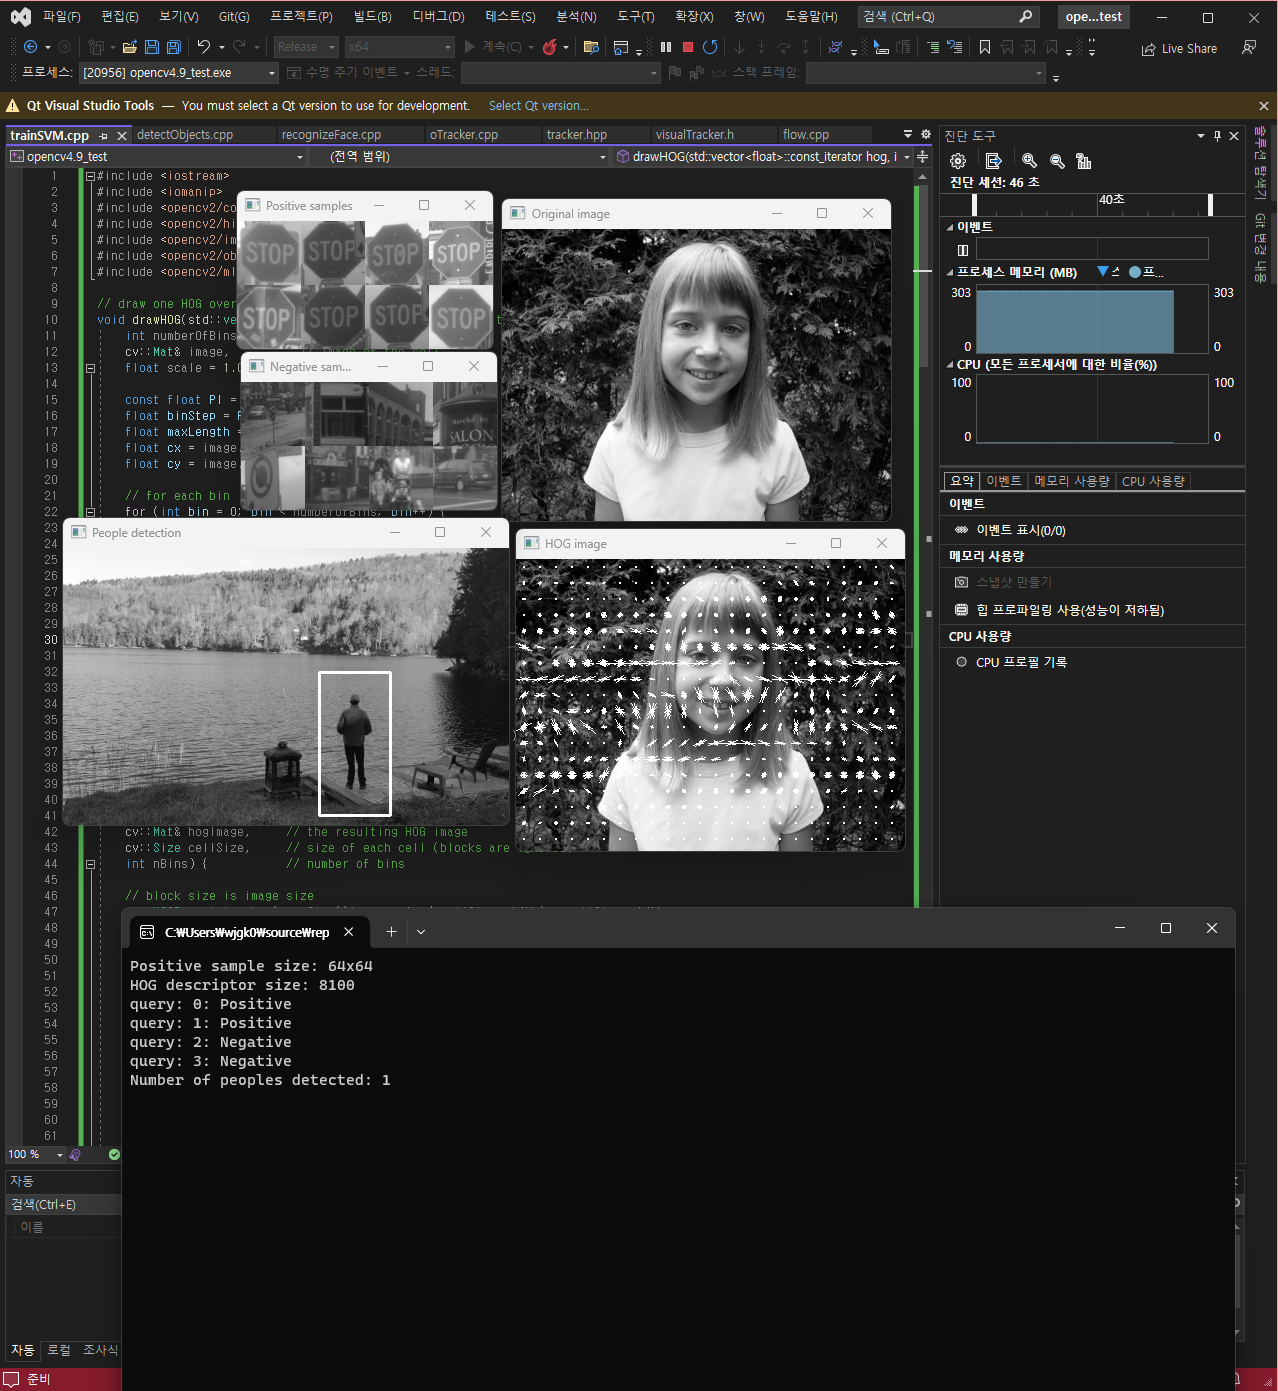 파일(F) 편집(E) 보기(V) Git(G) 프로젝트(P) 빌드(B) 디버그(D) 테스트(S) 분석(N) 도구(T) 확장(X) 창(W) 도움말(H) 검색 (Ctrl+Q) ope...test
Release x64 계속(C) Live Share
프로세스: [20956] opencv4.9_test.exe 수명 주기 이벤트 스레드: 스택 프레임:
Qt Visual Studio Tools — You must select a Qt version to use for development. Select Qt version...
trainSVM.cpp detectObjects.cpp recognizeFace.cpp oTracker.cpp tracker.hpp visualTracker.h flow.cpp
opencv4.9_test (전역 범위) drawHOG(std::vector<float>::const_iterator hog, i
1 #include <iostream>
2 #include <iomanip>
3 #include <opencv2/co
4 #include <opencv2/hi
5 #include <opencv2/im
6 #include <opencv2/ob
7 #include <opencv2/ml
8
9 // draw one HOG over
10 void drawHOG(std::ve
11 int numberOfBins
12 cv::Mat& image,
13 float scale = 1.0
14
15 const float PI =
16 float binStep = P
17 float maxLength =
18 float cx = image.
19 float cy = image.
20
21 // for each bin
22 for (int bin = 0; bin < numberOfBins; bin++) {
23
24
25
26
27
28
29
30
31
32
33
34
35
36
37
38
39
40
41
42 cv::Mat& hogImage, // the resulting HOG image
43 cv::Size cellSize, // size of each cell (blocks are
44 int nBins) { // number of bins
45
46 // block size is image size
47
48
49
50
51
52
53
54
55
56
57
58
59
60
61
Positive samples
STOP STOP STOP STOP
STOP STOP STOP STOP
Negative sam...
SALON
Original image
People detection
HOG image
진단 도구
진단 세션: 46 초
40초
이벤트
프로세스 메모리 (MB) 스 프...
303 303
0 0
CPU (모든 프로세서에 대한 비율(%))
100 100
0 0
요약 이벤트 메모리 사용량 CPU 사용량
이벤트
이벤트 표시(0/0)
메모리 사용량
스냅샷 만들기
힙 프로파일링 사용(성능이 저하됨)
CPU 사용량
CPU 프로필 기록
솔루션 탐색기
Git 변경 내용
C:₩Users₩wjgk0₩source₩rep
Positive sample size: 64x64
HOG descriptor size: 8100
query: 0: Positive
query: 1: Positive
query: 2: Negative
query: 3: Negative
Number of peoples detected: 1
100 %
자동
검색(Ctrl+E)
이름
자동 로컬 조사식
준비